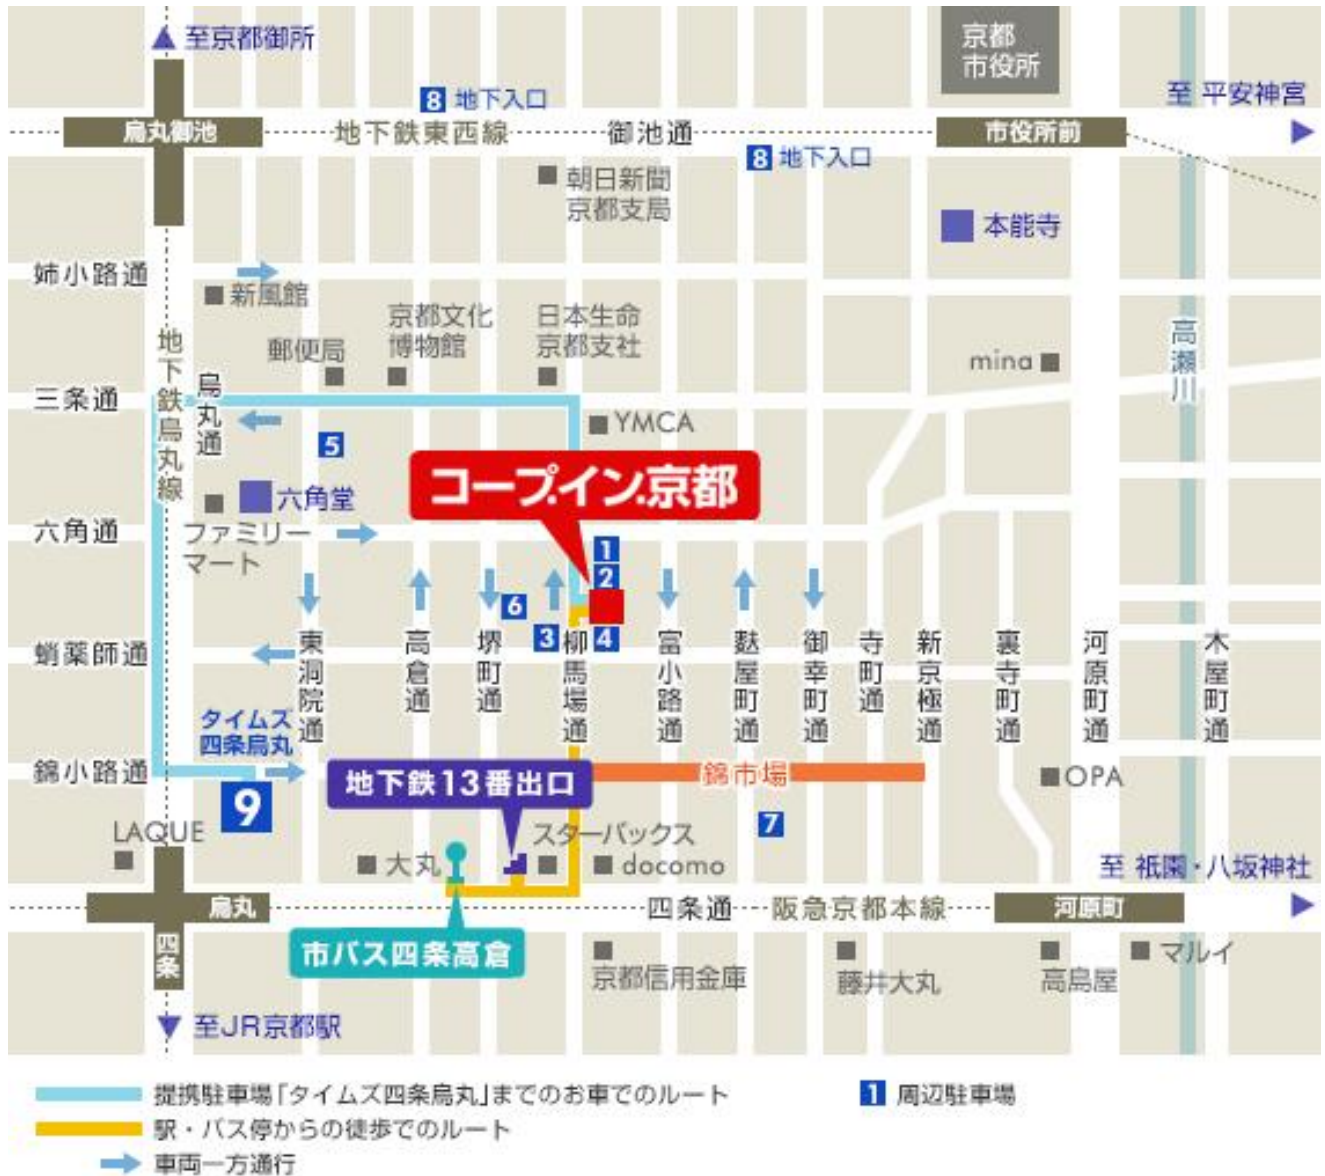 至京都御所
京都
市役所
8 地下入口
至 平安神宮
烏丸御池
地下鉄東西線
御池通
市役所前
8 地下入口
朝日新聞
京都支局
本能寺
姉小路通
新風館
京都文化
博物館
日本生命
京都支社
郵便局
地下鉄烏丸線
烏丸通
高瀬川
mina
三条通
YMCA
5
コープ.イン.京都
六角堂
六角通
ファミリー
マート
1
2
6
3
4
蛸薬師通
東洞院通
高倉通
堺町通
柳馬場通
富小路通
麸屋町通
御幸町通
寺町通
新京極通
裏寺町通
河原町通
木屋町通
タイムズ
四条烏丸
錦小路通
地下鉄13番出口
錦市場
OPA
9
7
LAQUE
スターバックス
大丸
docomo
至 祇園・八坂神社
烏丸
四条通
阪急京都本線
河原町
四条
市バス四条高倉
京都信用金庫
藤井大丸
高島屋
マルイ
至JR京都駅
提携駐車場「タイムズ四条烏丸」までのお車でのルート
1 周辺駐車場
駅・バス停からの徒歩でのルート
車両一方通行